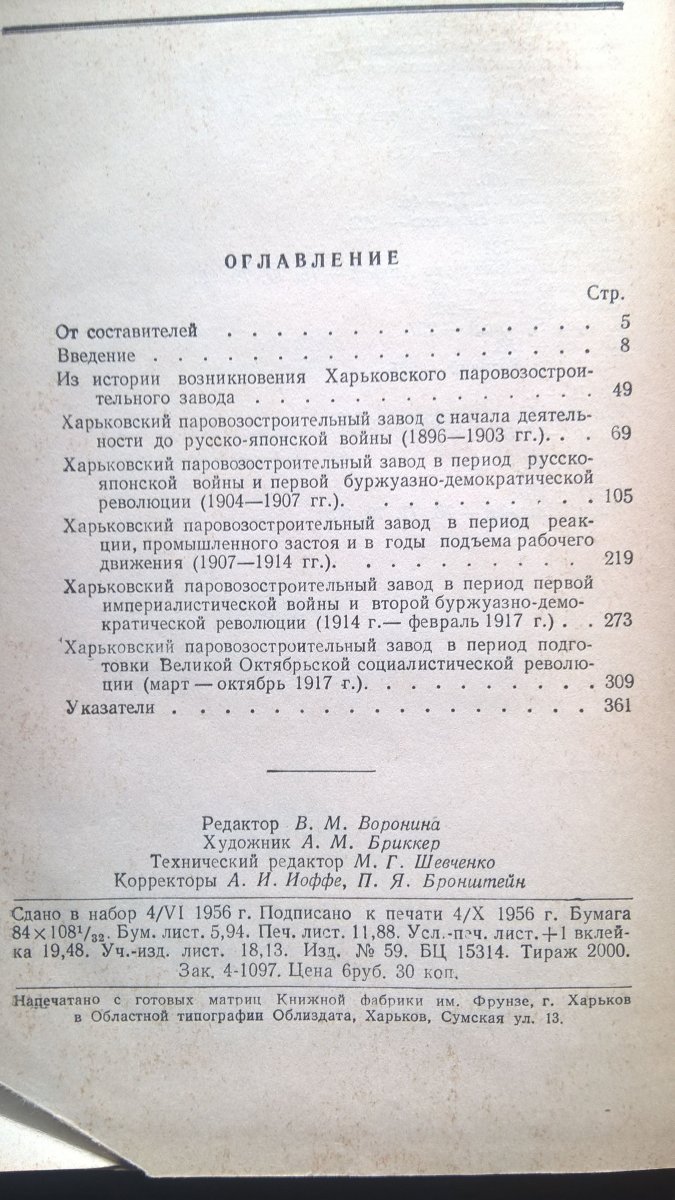 ОГЛАВЛЕНИЕ
Стр.
От составителей . . . . . . . . . . . . . . . . 5
Введение . . . . . . . . . . . . . . . . . . 8
Из истории возникновения Харьковского паровозострои-
тельного завода . . . . . . . . . . . . . . . 49
Харьковский паровозостроительный завод с начала деятель-
ности до русско-японской войны (1896—1903 гг.). . . 69
Харьковский паровозостроительный завод в период русско-
японской войны и первой буржуазно-демократической
революции (1904—1907 гг.). . . . . . . . . . . 105
Харьковский паровозостроительный завод в период реак-
ции, промышленного застоя и в годы подъема рабочего
движения (1907—1914 гг.). . . . . . . . . . . 219
Харьковский паровозостроительный завод в период первой
империалистической войны и второй буржуазно-демо-
кратической революции (1914 г.— февраль 1917 г.) . . 273
Харьковский паровозостроительный завод в период подго-
товки Великой Октябрьской социалистической револю-
ции (март — октябрь 1917 г.). . . . . . . . . . 309
Указатели . . . . . . . . . . . . . . . . . 361
Редактор В. М. Воронина
Художник А. М. Бриккер
Технический редактор М. Г. Шевченко
Корректоры А. И. Иоффе, П. Я. Бронштейн
Сдано в набор 4/VI 1956 г. Подписано к печати 4/X 1956 г. Бумага
84×108¹/₃₂. Бум. лист. 5,94. Печ. лист. 11,88. Усл.-печ. лист.+1 вклей-
ка 19,48. Уч.-изд. лист. 18,13. Изд. № 59. БЦ 15314. Тираж 2000.
Зак. 4-1097. Цена 6руб. 30 коп.
Напечатано с готовых матриц Книжной фабрики им. Фрунзе, г. Харьков
в Областной типографии Облиздата, Харьков, Сумская ул. 13.